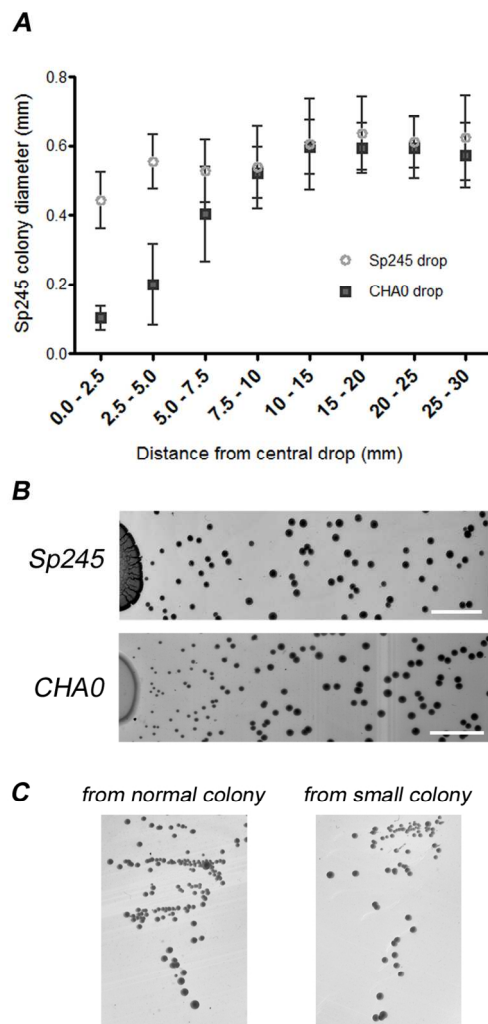 A
Sp245 colony diameter (mm)
0.8
0.6
0.4
0.2
0.0
Sp245 drop
CHA0 drop
0.0 - 2.5
2.5 - 5.0
5.0 - 7.5
7.5 - 10
10 - 15
15 - 20
20 - 25
25 - 30
Distance from central drop (mm)
B
Sp245
CHA0
C
from normal colony
from small colony